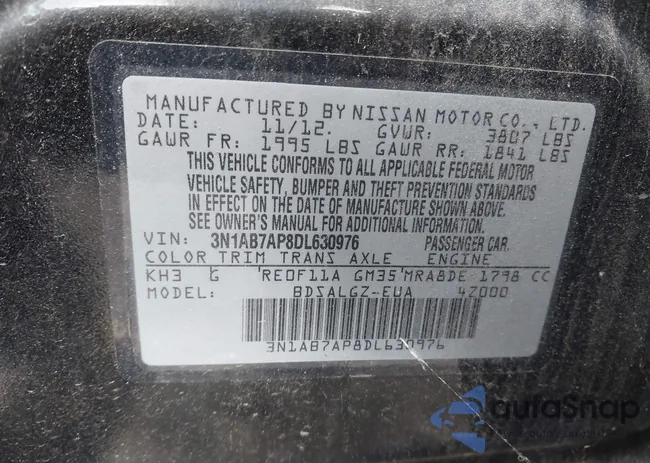 MANUFACTURED BY NISSAN MOTOR CO., LTD.
DATE: 11/12. GVWR: 3807 LBS
GAWR FR: 1995 LBS GAWR RR: 1841 LBS
THIS VEHICLE CONFORMS TO ALL APPLICABLE FEDERAL MOTOR
VEHICLE SAFETY, BUMPER AND THEFT PREVENTION STANDARDS
IN EFFECT ON THE DATE OF MANUFACTURE SHOWN ABOVE.
SEE OWNER'S MANUAL FOR ADDITIONAL INFORMATION.
VIN: 3N1AB7AP8DL630976 PASSENGER CAR.
COLOR TRIM TRANS AXLE ENGINE
KH3 G RE0F11A GM35 MRA8DE 1798 CC
MODEL: BDSALGZ-EUA 4Z000
3N1AB7AP8DL630976
autoSnap